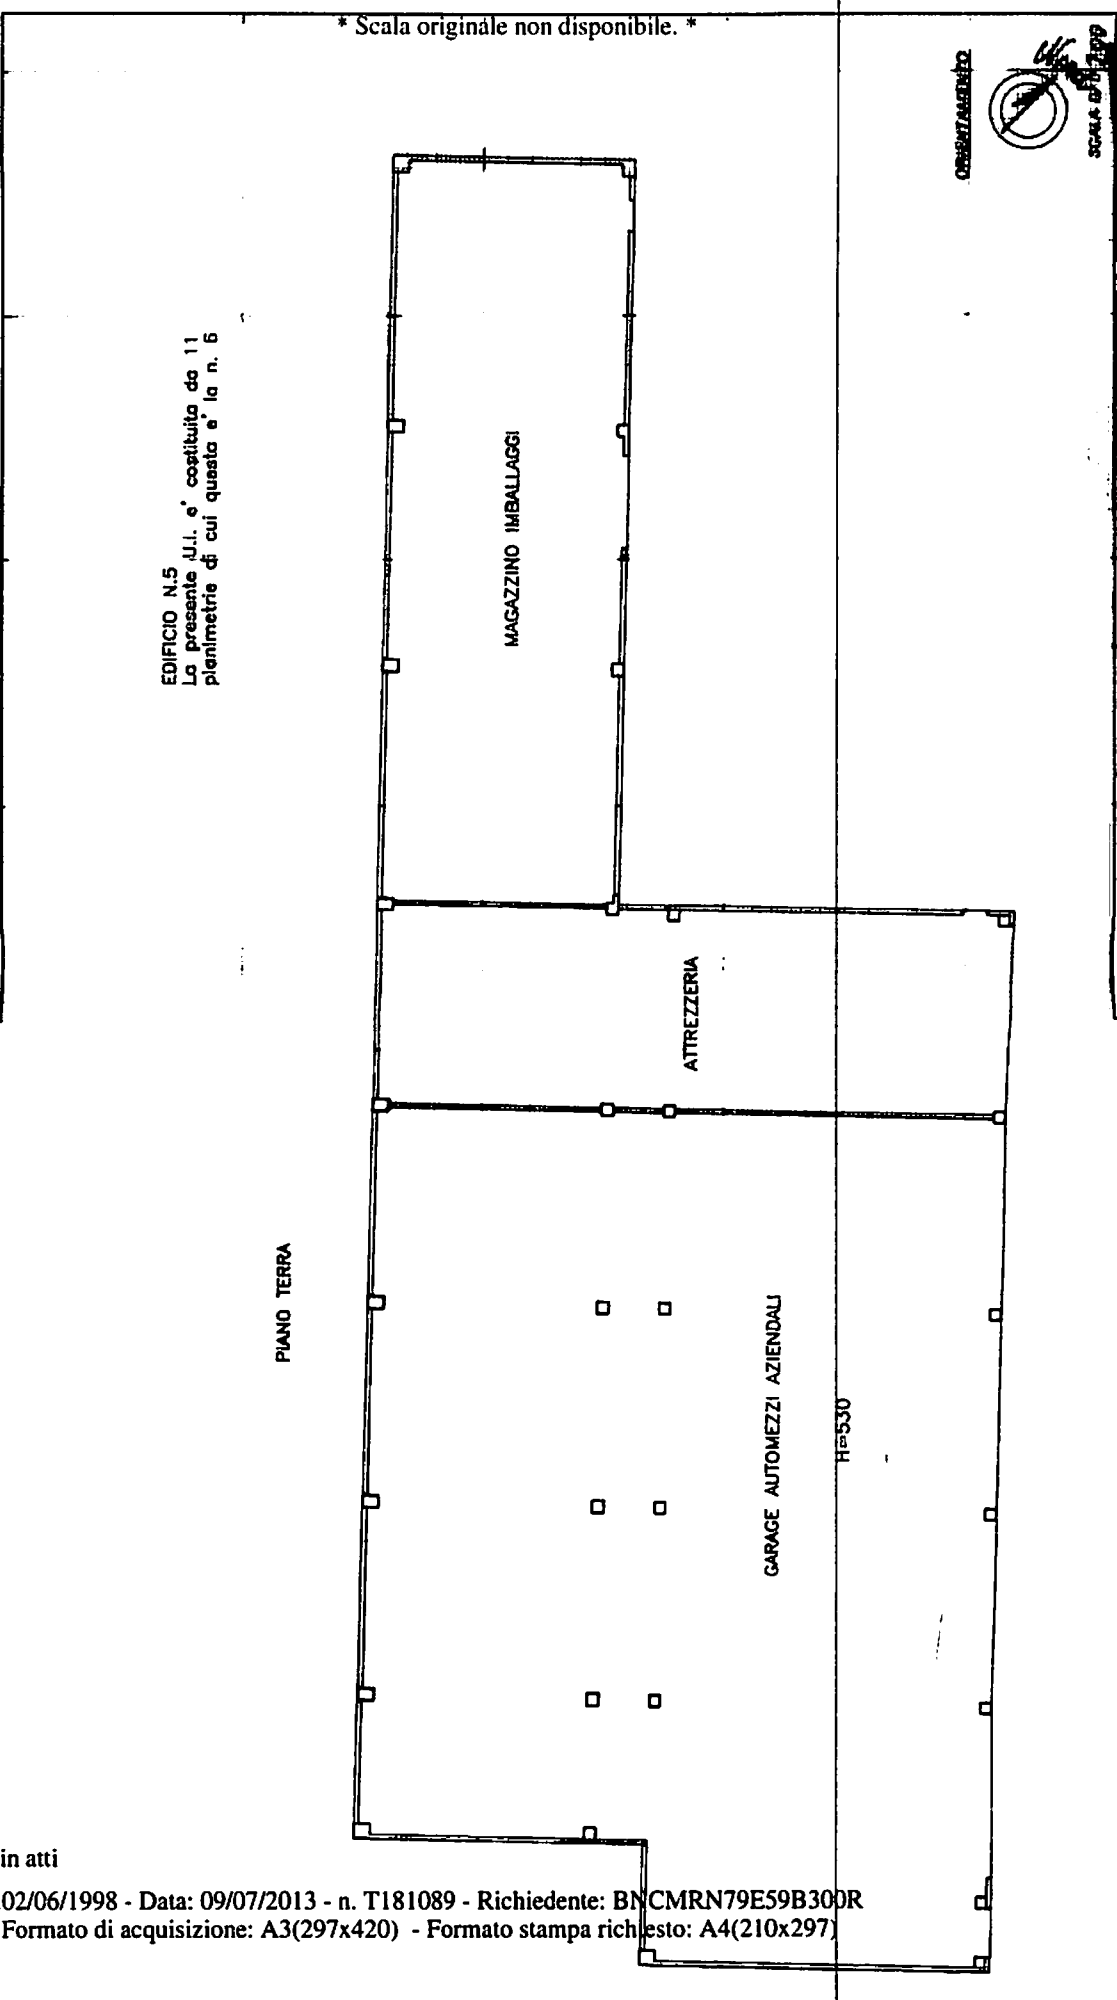 * Scala originale non disponibile. *
ORIENTAMENTO
EDIFICIO N.5
La presente U.I. e' costituita da 11
planimetrie di cui questa e' la n. 6
MAGAZZINO IMBALLAGGI
ATTREZZERIA
PIANO TERRA
GARAGE AUTOMEZZI AZIENDALI
H=530
in atti
02/06/1998 - Data: 09/07/2013 - n. T181089 - Richiedente: BNCMRN79E59B300R
Formato di acquisizione: A3(297x420) - Formato stampa richiesto: A4(210x297)